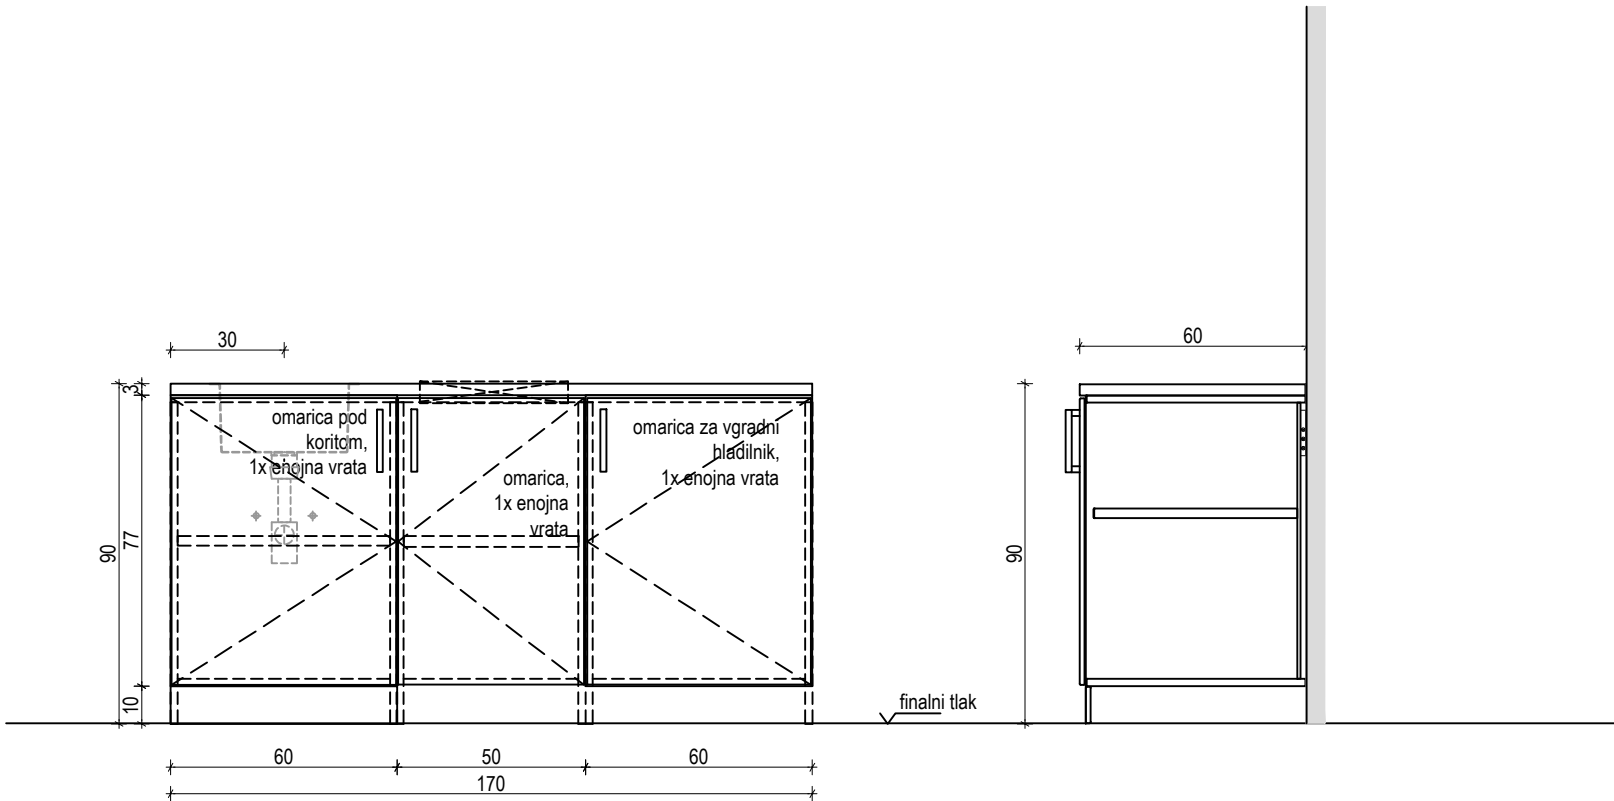 30
60
3
omarica pod
koritom,
1x enojna vrata
omarica,
1x enojna
vrata
omarica za vgradni
hladilnik,
1x enojna vrata
90
77
10
90
finalni tlak
60
50
60
170